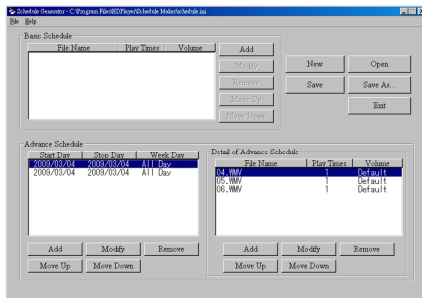 Schedule Generator - C:\Program Files\HDPlayer\Schedule Maker\schedule.ini
File Help
Basic Schedule
File Name Play Times Volume
Add
Modify
Remove
Move Up
Move Down
New Open
Save Save As...
Exit
Advance Schedule
Start Day Stop Day Week Day
2009/03/04 2009/03/04 All Day
2009/03/04 2009/03/04 All Day
Add Modify Remove
Move Up Move Down
Detail of Advance Schedule
File Name Play Times Volume
04.WMV 1 Default
05.WMV 1 Default
06.WMV 1 Default
Add Modify Remove
Move Up Move Down